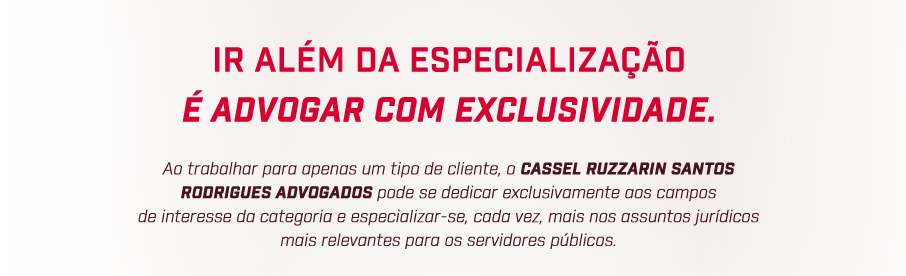 IR ALÉM DA ESPECIALIZAÇÃO
É ADVOGAR COM EXCLUSIVIDADE.
Ao trabalhar para apenas um tipo de cliente, o CASSEL RUZZARIN SANTOS
RODRIGUES ADVOGADOS pode se dedicar exclusivamente aos campos
de interesse da categoria e especializar-se, cada vez, mais nos assuntos jurídicos
mais relevantes para os servidores públicos.